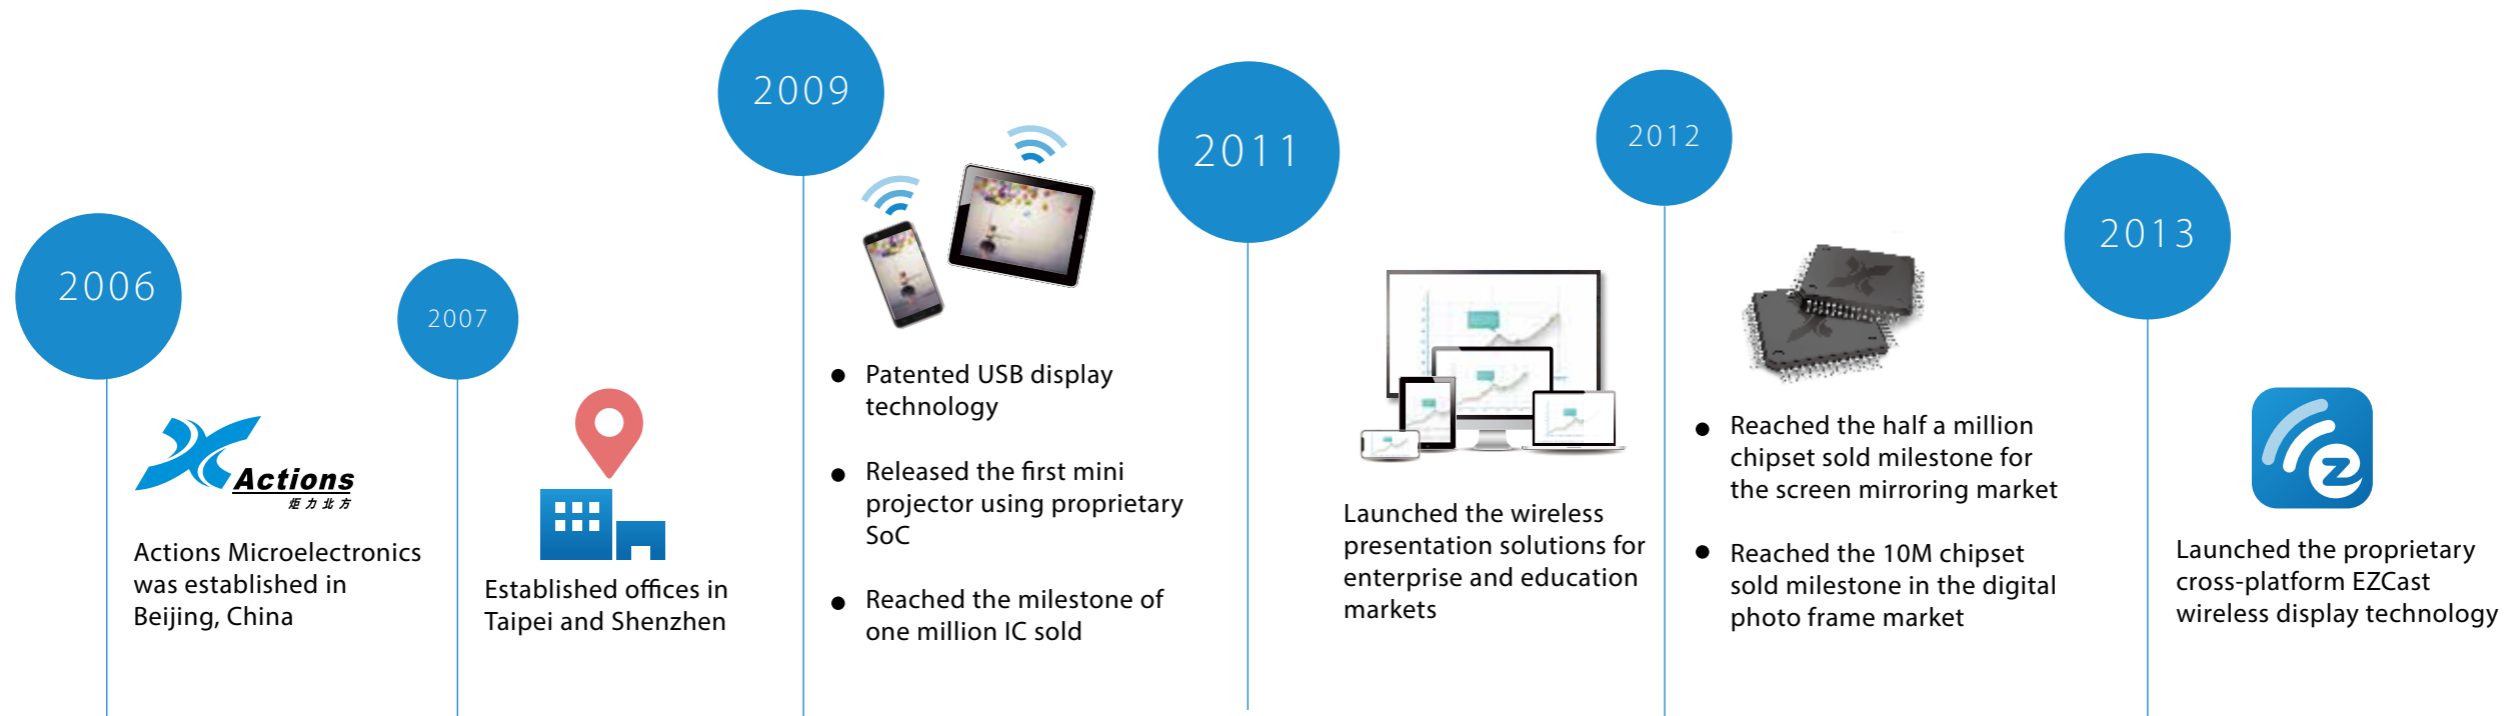 2006
Actions
炬力北方
Actions Microelectronics
was established in
Beijing, China
2007
Established offices in
Taipei and Shenzhen
2009
● Patented USB display
technology
● Released the first mini
projector using proprietary
SoC
● Reached the milestone of
one million IC sold
2011
Launched the wireless
presentation solutions for
enterprise and education
markets
2012
● Reached the half a million
chipset sold milestone for
the screen mirroring market
● Reached the 10M chipset
sold milestone in the digital
photo frame market
2013
z
Launched the proprietary
cross-platform EZCast
wireless display technology